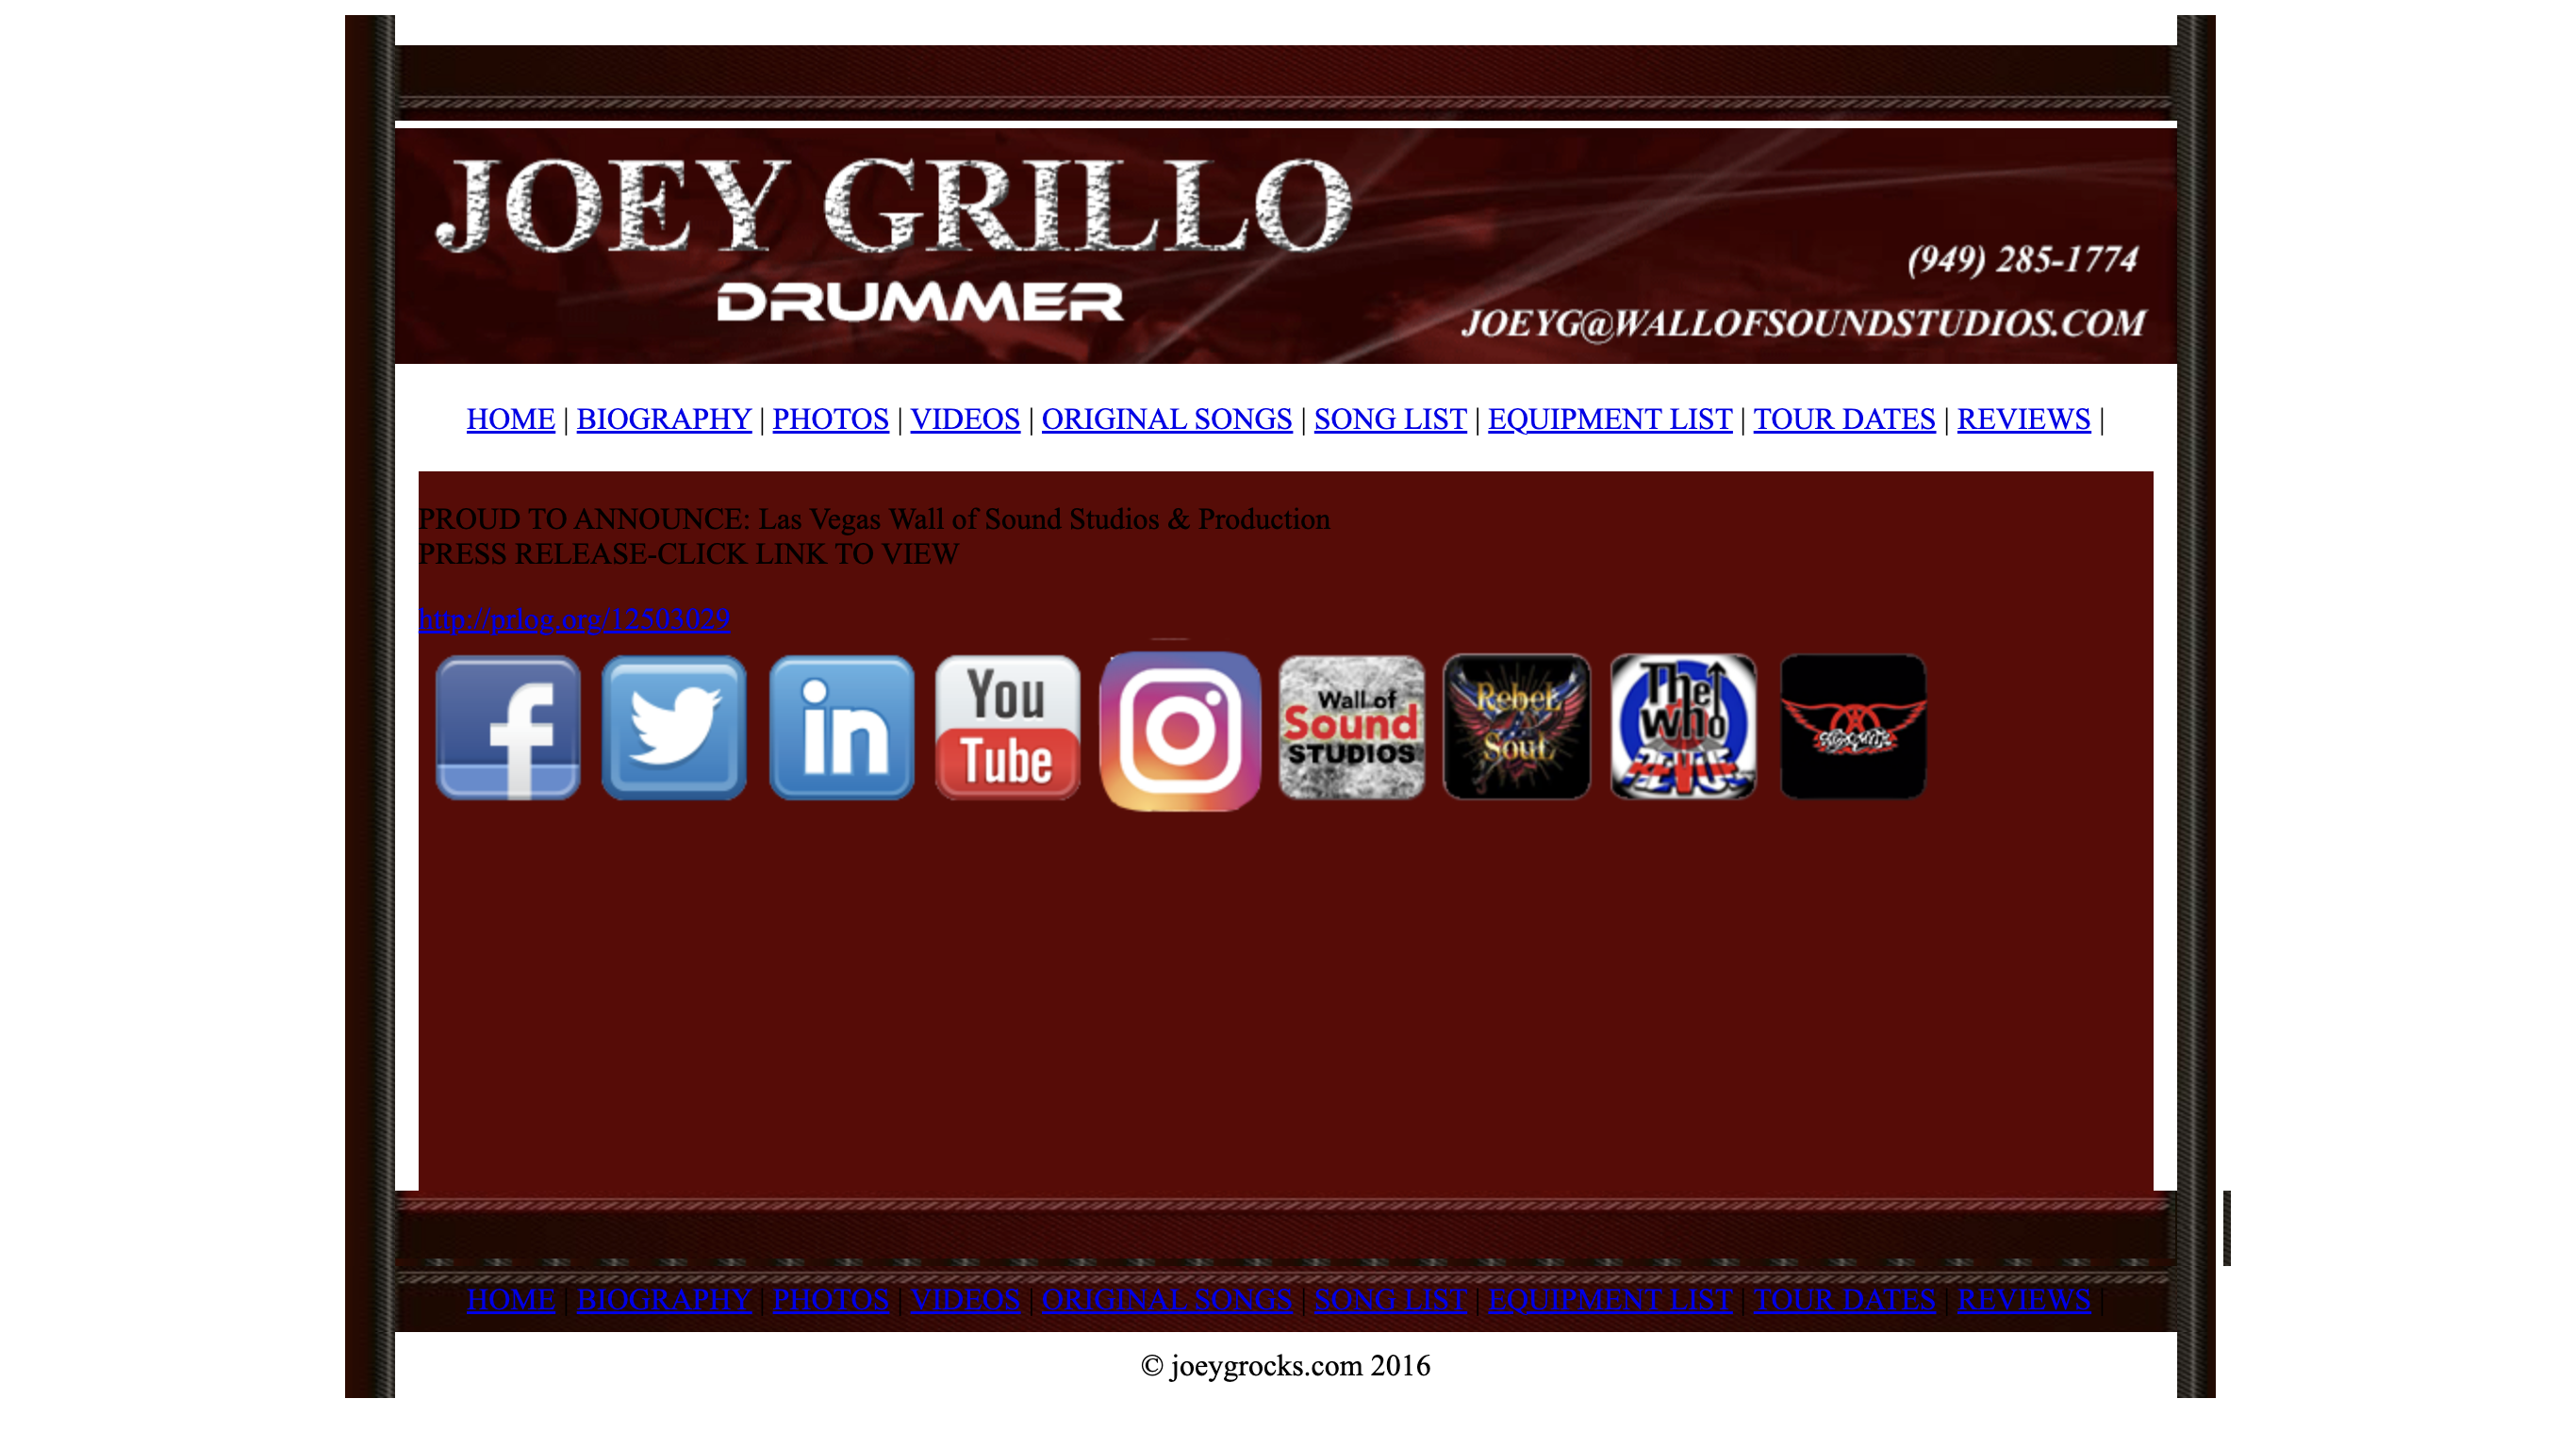 JOEY GRILLO
DRUMMER
(949) 285-1774
JOEYG@WALLOFSOUNDSTUDIOS.COM
HOME | BIOGRAPHY | PHOTOS | VIDEOS | ORIGINAL SONGS | SONG LIST | EQUIPMENT LIST | TOUR DATES | REVIEWS |
PROUD TO ANNOUNCE: Las Vegas Wall of Sound Studios & Production
PRESS RELEASE-CLICK LINK TO VIEW
http://prlog.org/12503029
f
in
You
Tube
Wall of
Sound
STUDIOS
Rebel
Soul
The
Who
REVUE
AEROSMITH
HOME | BIOGRAPHY | PHOTOS | VIDEOS | ORIGINAL SONGS | SONG LIST | EQUIPMENT LIST | TOUR DATES | REVIEWS |
© joeygrocks.com 2016